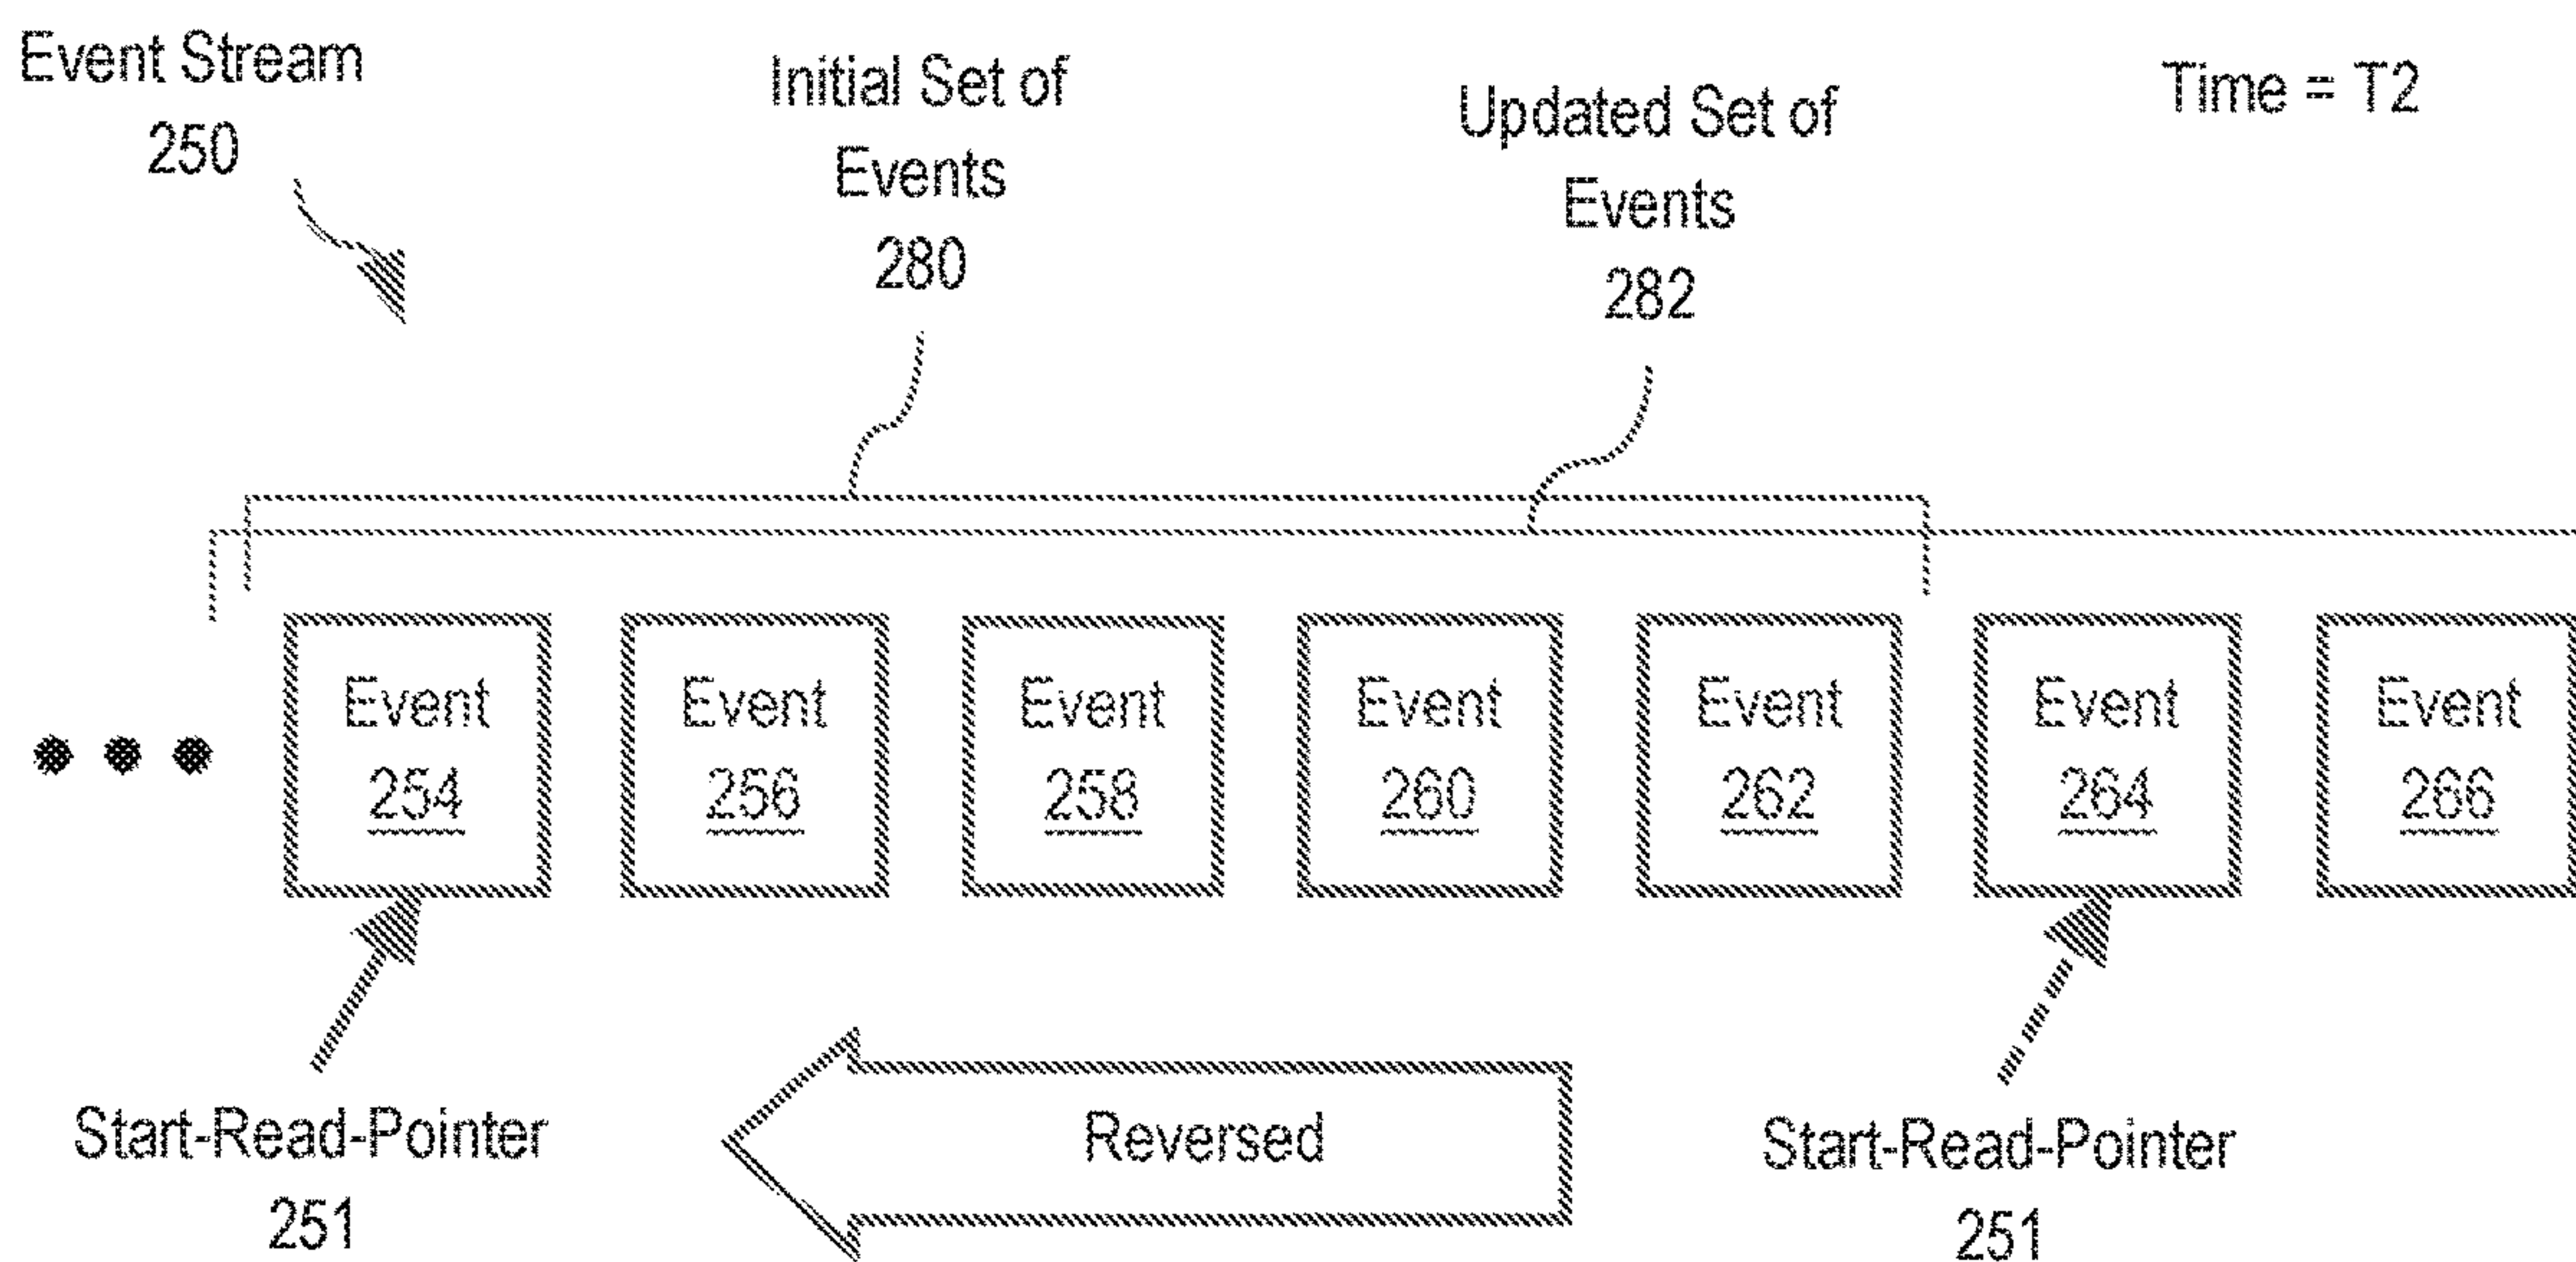 Event Stream
250
Initial Set of
Events
280
Updated Set of
Events
282
Time = T2
Event
254
Event
256
Event
258
Event
260
Event
262
Event
264
Event
266
Start-Read-Pointer
251
Reversed
Start-Read-Pointer
251